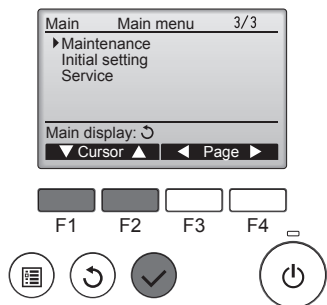 Main Main menu 3/3
Maintenance
Initial setting
Service
Main display:
Cursor Page
F1 F2 F3 F4